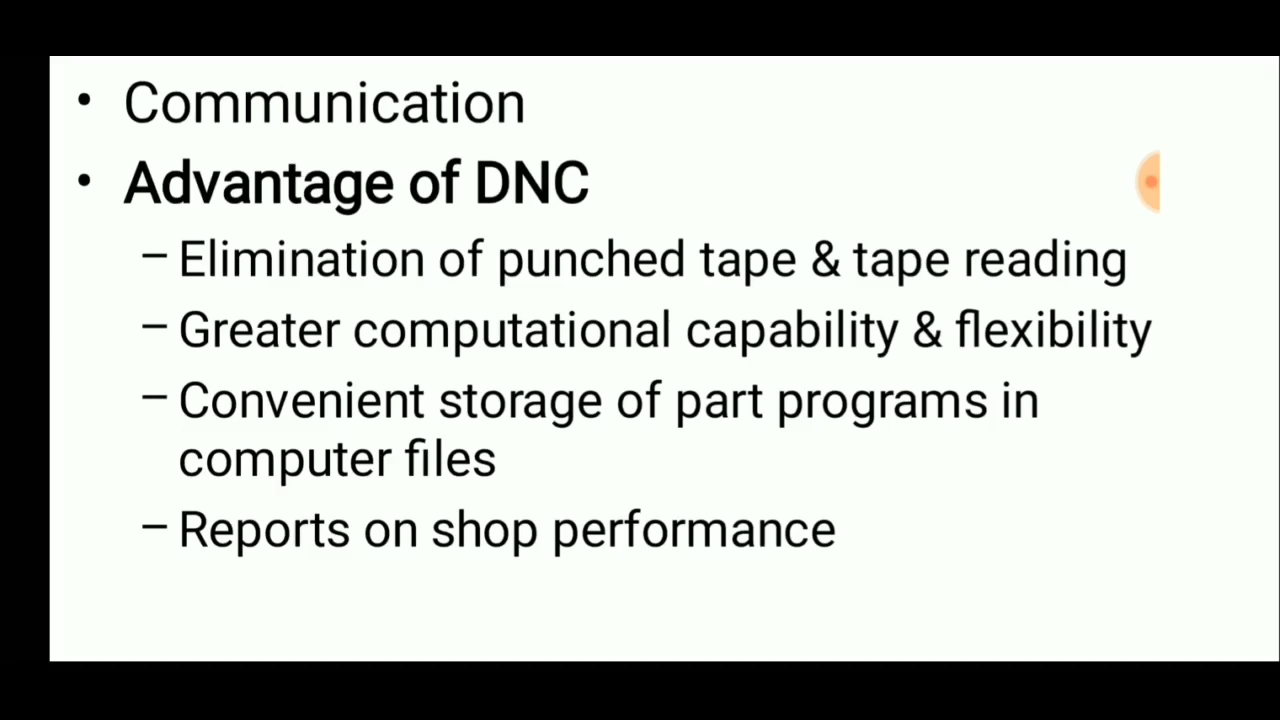 • Communication
• Advantage of DNC
– Elimination of punched tape & tape reading
– Greater computational capability & flexibility
– Convenient storage of part programs in
computer files
– Reports on shop performance